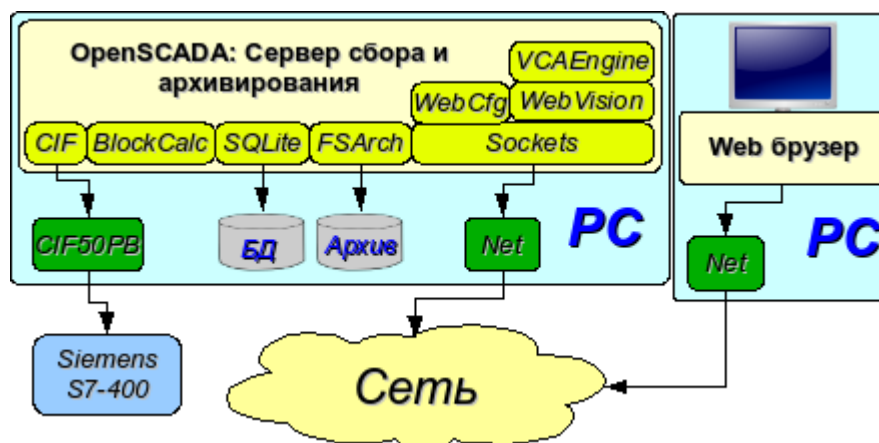 OpenSCADA: Сервер сбора и
архивирования
VCAEngine
WebCfg
WebVision
CIF
BlockCalc
SQLite
FSArch
Sockets
CIF50PB
БД
Архив
Net
PC
Siemens
S7-400
Сеть
Web брузер
Net
PC